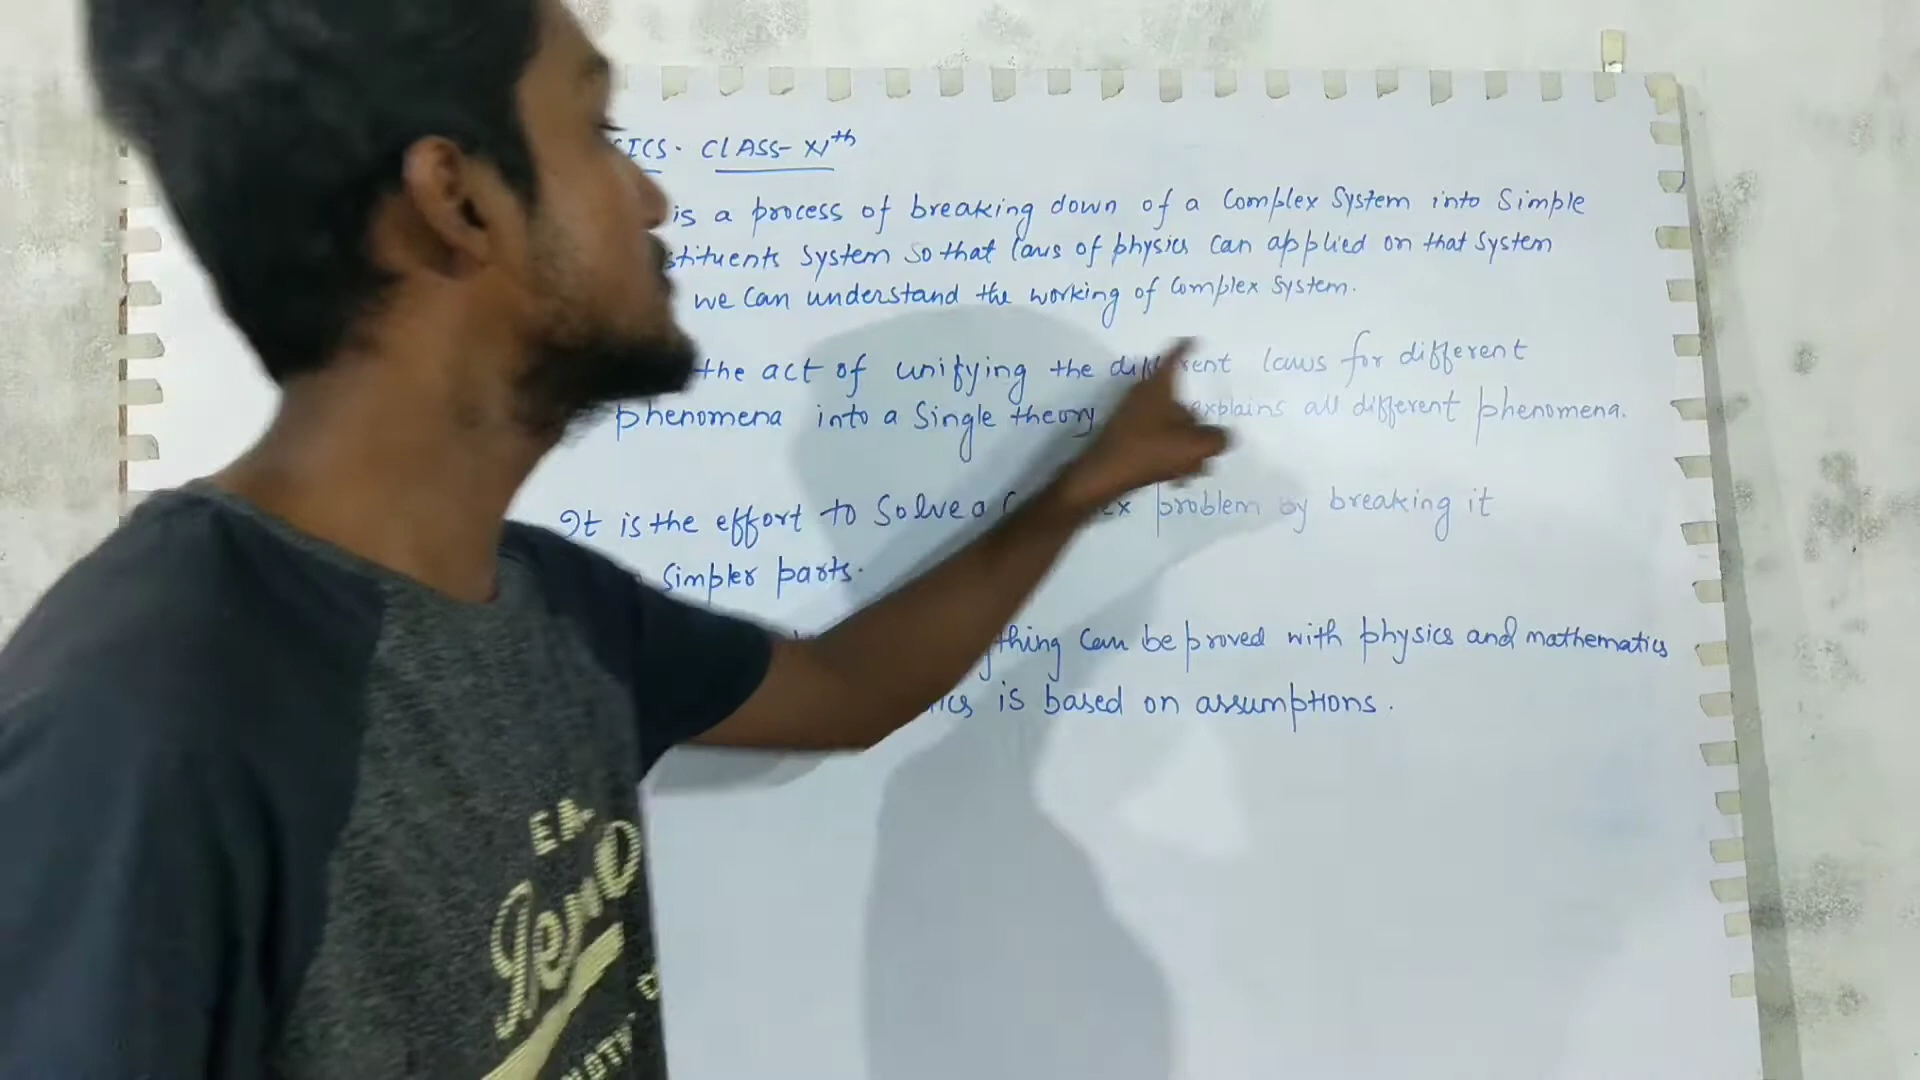 SICS. CLASS- XIth
is a process of breaking down of a Complex System into Simple
stituents System so that laws of physics can applied on that System
we can understand the working of Complex System.
the act of unifying the different laws for different
phenomena into a Single theory explains all different phenomena.
It is the effort to Solve a problem by breaking it
simpler parts.
thing can be proved with physics and mathematics
is based on assumptions.